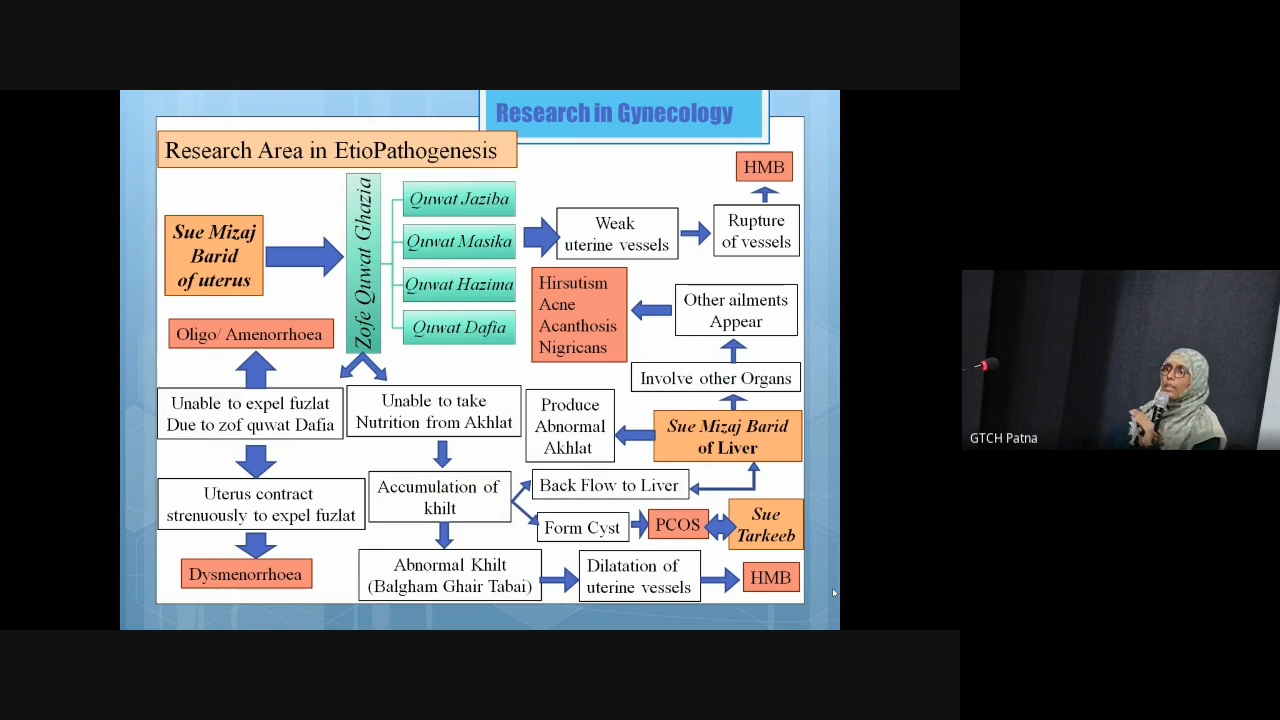 Research in Gynecology
Research Area in EtioPathogenesis
HMB
Sue Mizaj
Barid
of uterus
Zofe Quwat Ghazia
Quwat Jaziba
Quwat Masika
Quwat Hazima
Quwat Dafia
Weak
uterine vessels
Rupture
of vessels
Hirsutism
Acne
Acanthosis
Nigricans
Other ailments
Appear
Oligo/ Amenorrhoea
Involve other Organs
Unable to expel fuzlat
Due to zof quwat Dafia
Unable to take
Nutrition from Akhlat
Produce
Abnormal
Akhlat
Sue Mizaj Barid
of Liver
Uterus contract
strenuously to expel fuzlat
Accumulation of
khilt
Back Flow to Liver
Form Cyst
PCOS
Sue
Tarkeeb
Dysmenorrhoea
Abnormal Khilt
(Balgham Ghair Tabai)
Dilatation of
uterine vessels
HMB
GTCH Patna